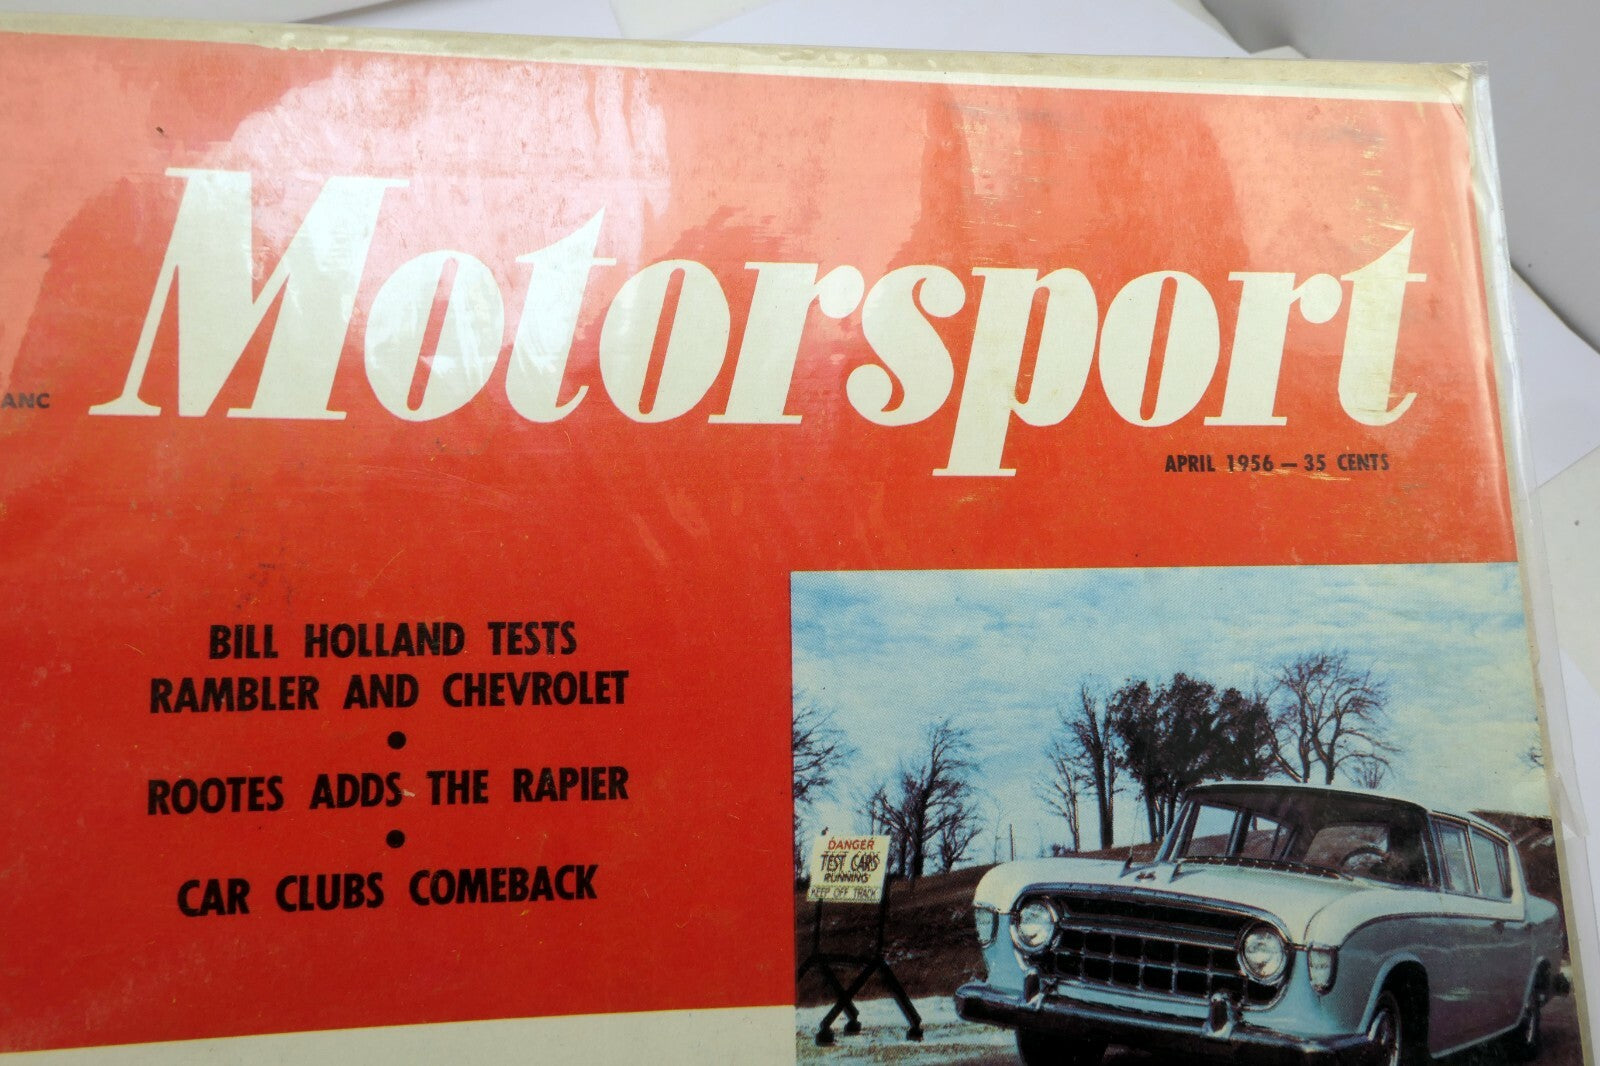 Motorsport
ANC
APRIL 1956 — 35 CENTS
BILL HOLLAND TESTS
RAMBLER AND CHEVROLET
•
ROOTES ADDS THE RAPIER
•
CAR CLUBS COMEBACK
DANGER
TEST CARS
RUNNING
KEEP OFF TRACK